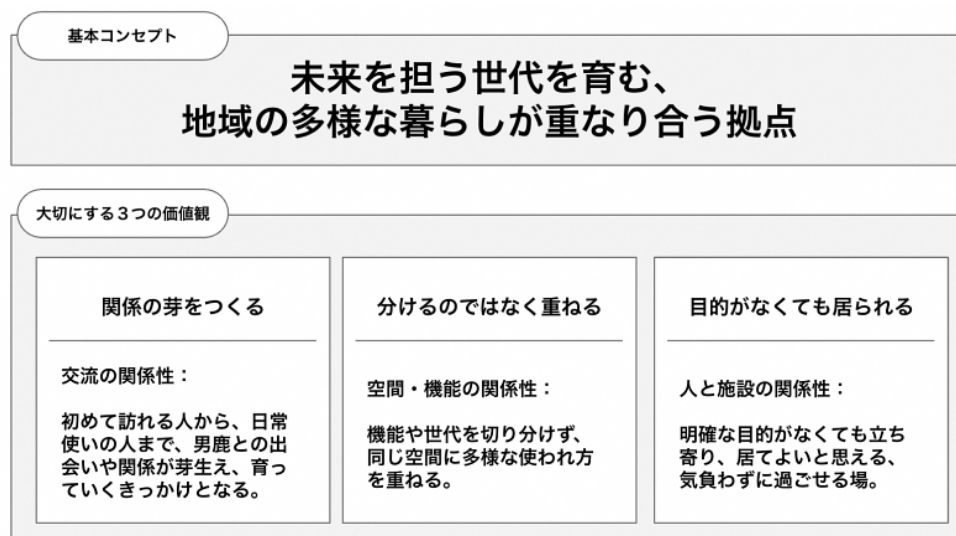 基本コンセプト
未来を担う世代を育む、
地域の多様な暮らしが重なり合う拠点
大切にする３つの価値観
関係の芽をつくる
交流の関係性：
初めて訪れる人から、日常
使いの人まで、男鹿との出
会いや関係が芽生え、育っ
ていくきっかけとなる。
分けるのではなく重ねる
空間・機能の関係性：
機能や世代を切り分けず、
同じ空間に多様な使われ方
を重ねる。
目的がなくても居られる
人と施設の関係性：
明確な目的がなくても立ち
寄り、居てよいと思える、
気負わずに過ごせる場。